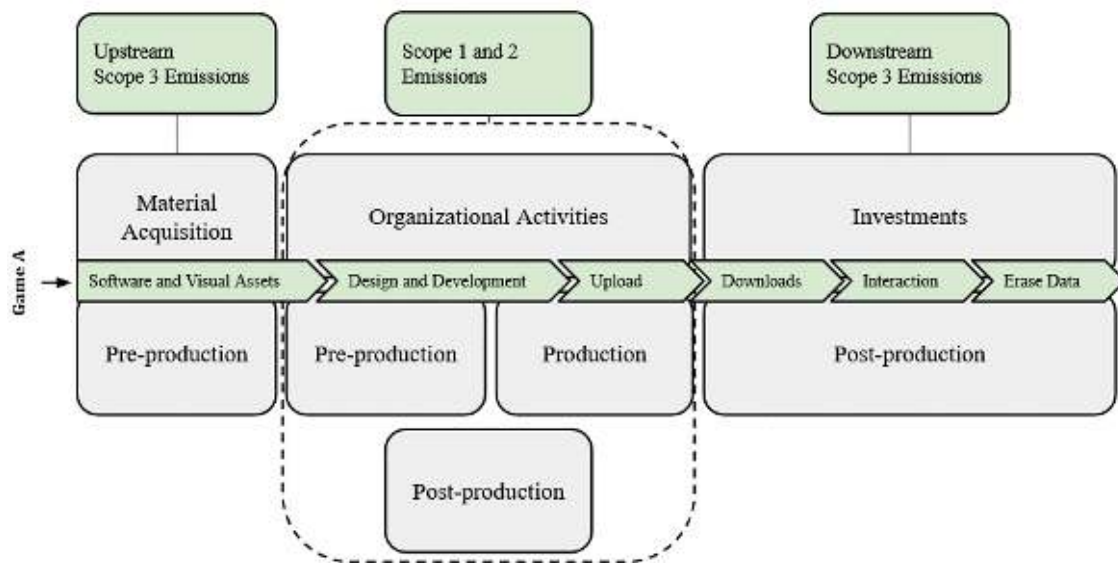 Upstream
Scope 3 Emissions
Scope 1 and 2
Emissions
Downstream
Scope 3 Emissions
Material
Acquisition
Organizational Activities
Investments
Game A
Software and Visual Assets
Design and Development
Upload
Downloads
Interaction
Erase Data
Pre-production
Pre-production
Production
Post-production
Post-production